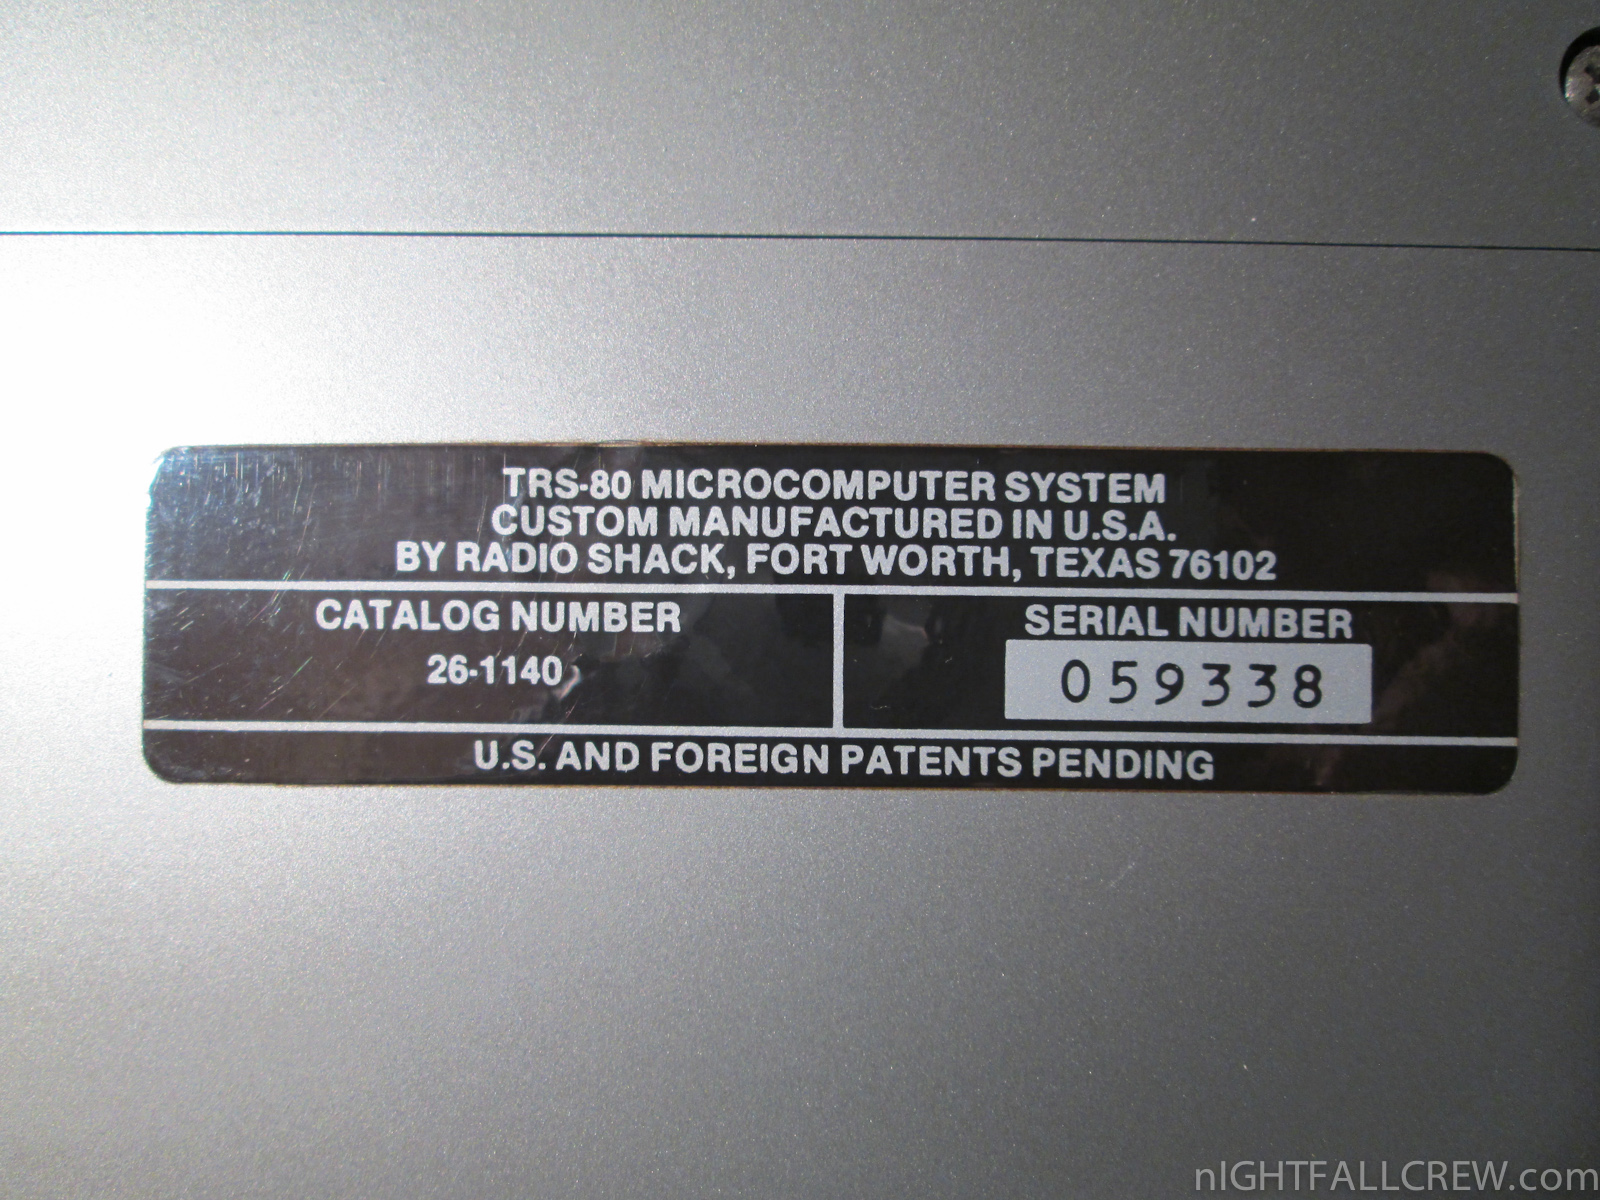 TRS-80 MICROCOMPUTER SYSTEM
CUSTOM MANUFACTURED IN U.S.A.
BY RADIO SHACK, FORT WORTH, TEXAS 76102
CATALOG NUMBER
26-1140
SERIAL NUMBER
059338
U.S. AND FOREIGN PATENTS PENDING
nIGHTFALLCREW.com